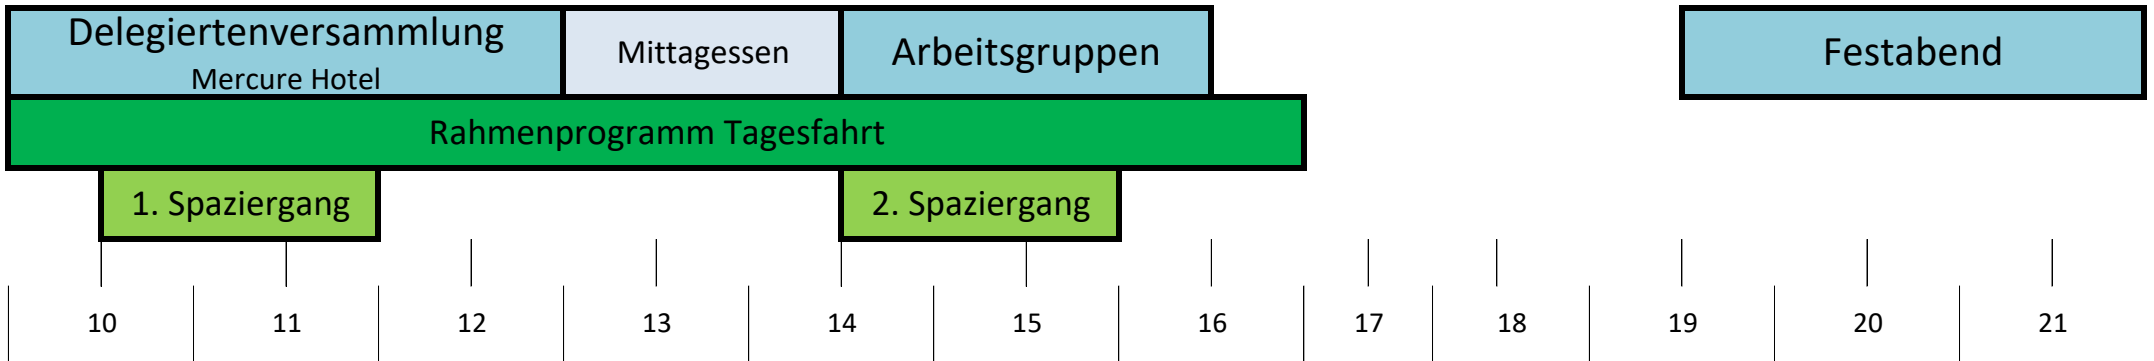 Delegiertenversammlung
Mercure Hotel
Mittagessen
Arbeitsgruppen
Festabend
Rahmenprogramm Tagesfahrt
1. Spaziergang
2. Spaziergang
10 11 12 13 14 15 16 17 18 19 20 21